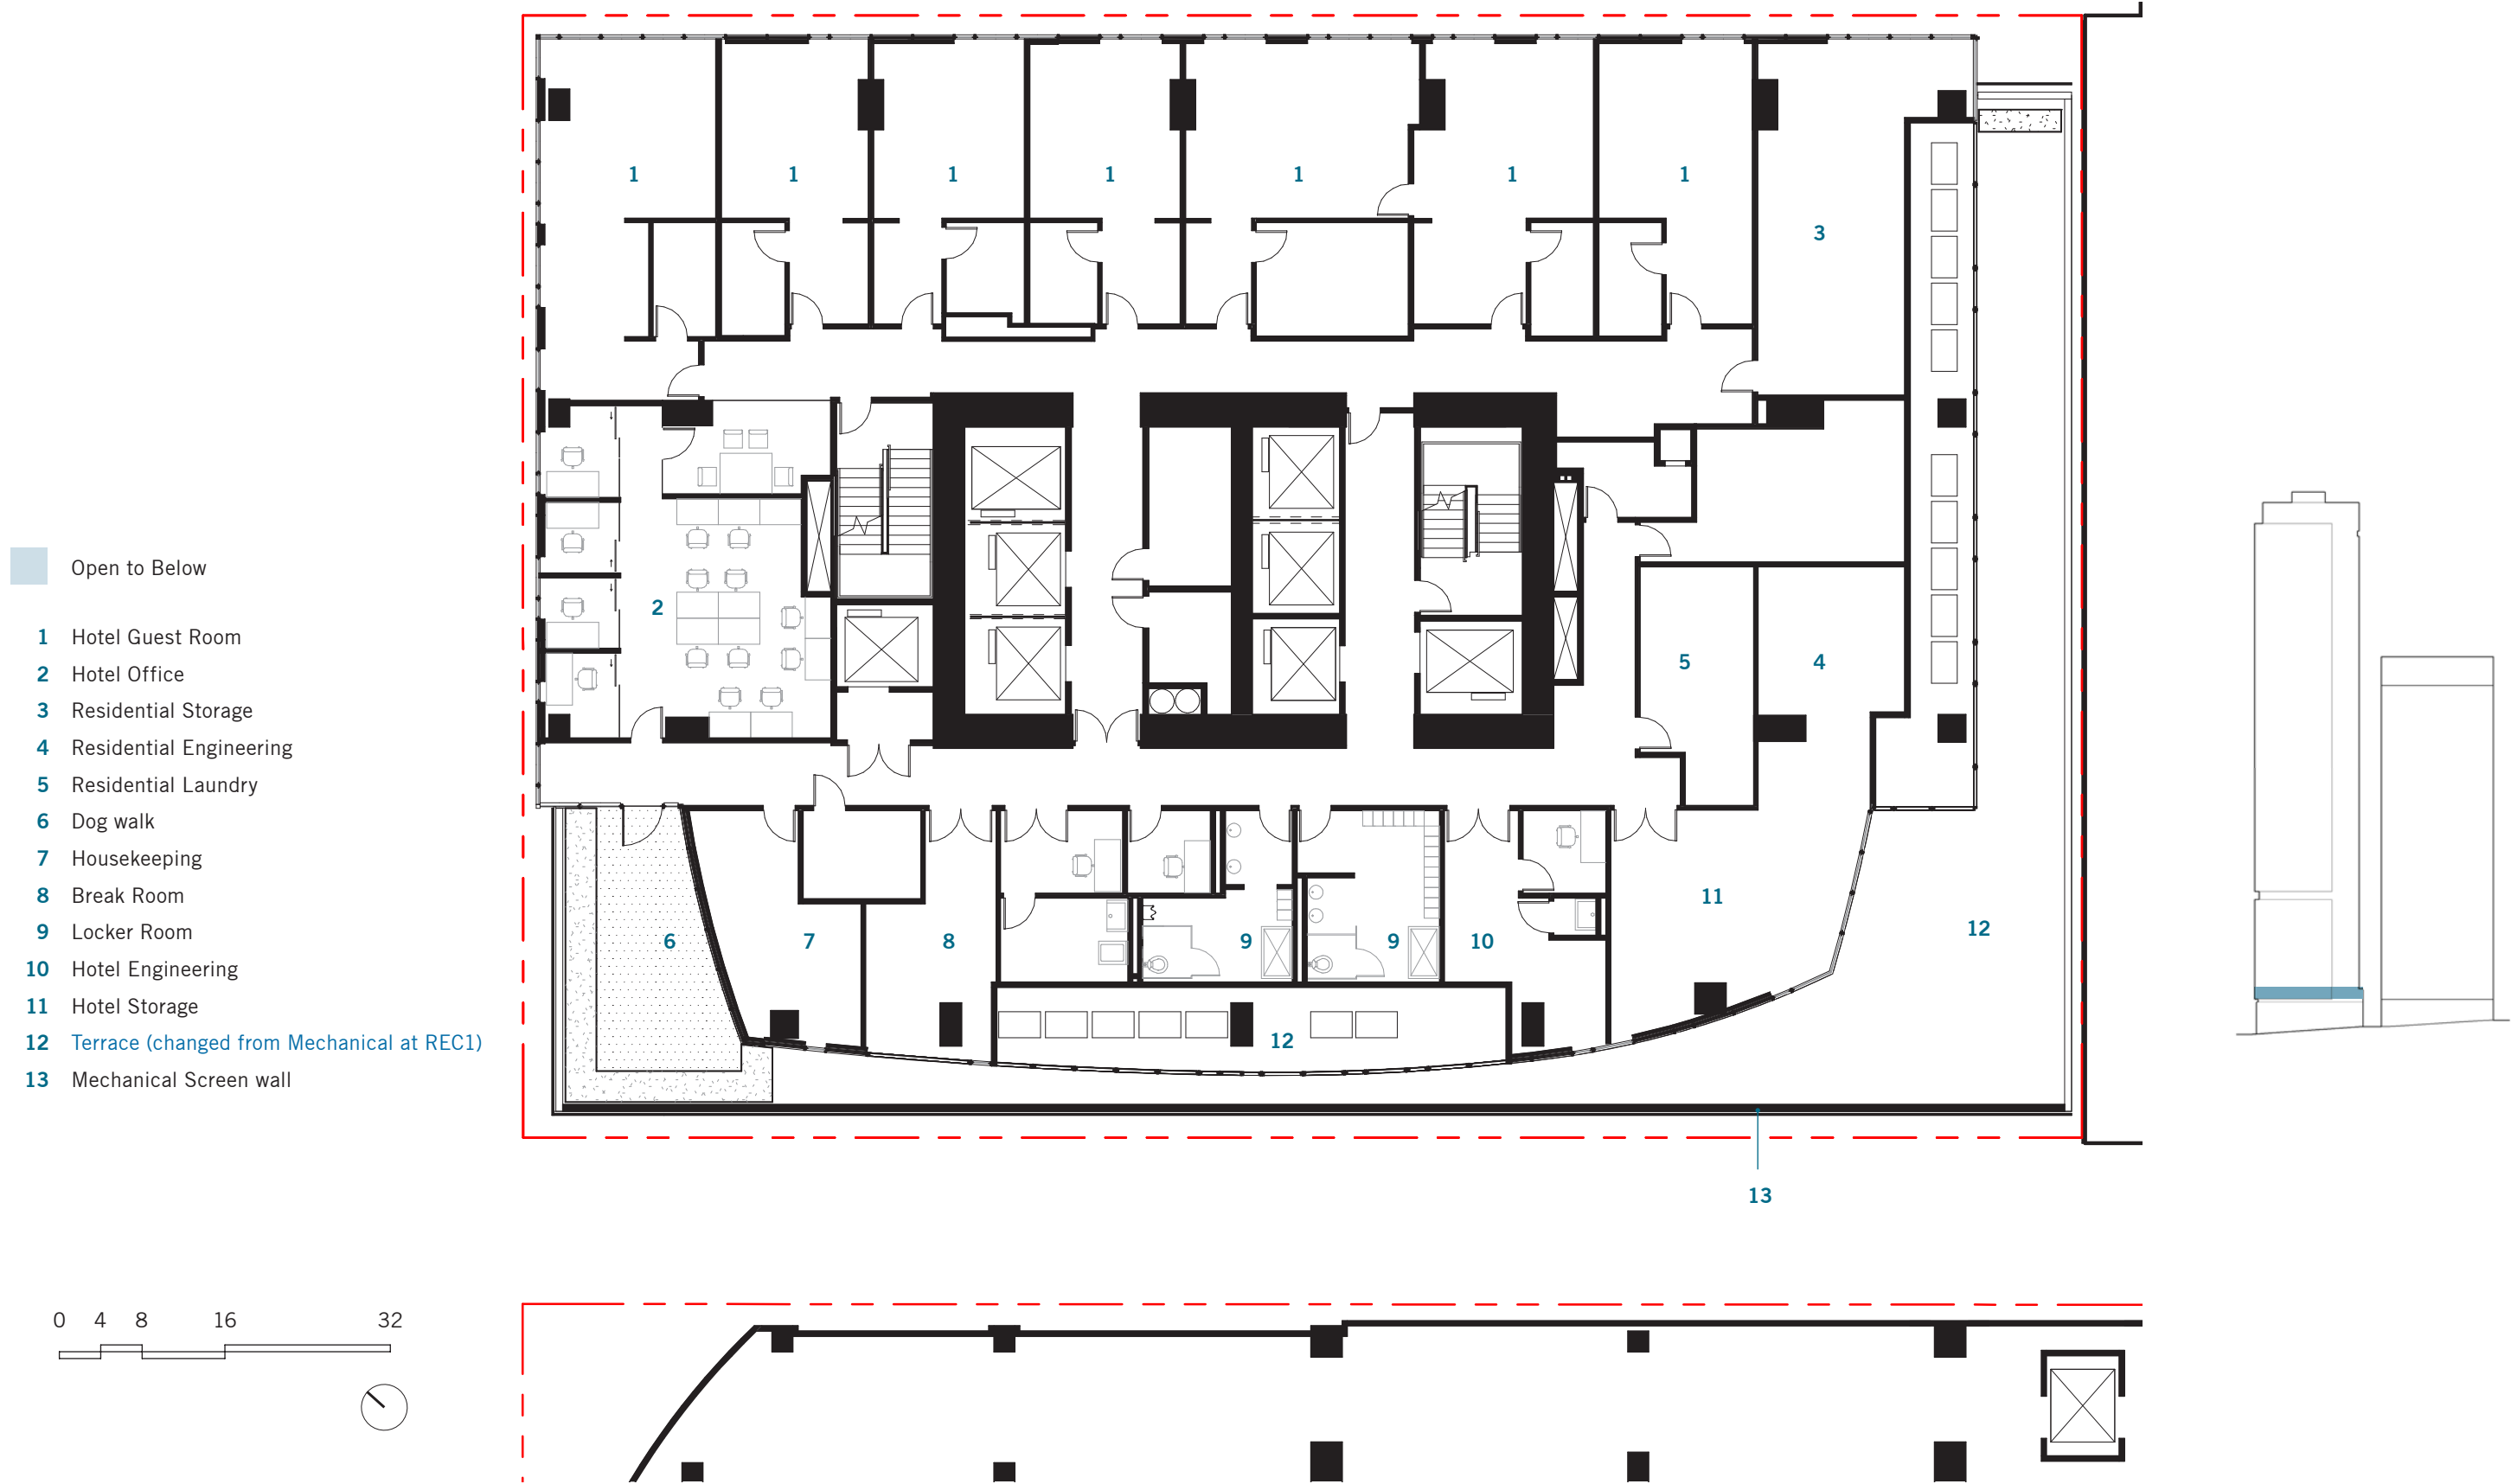 Open to Below
1 Hotel Guest Room
2 Hotel Office
3 Residential Storage
4 Residential Engineering
5 Residential Laundry
6 Dog walk
7 Housekeeping
8 Break Room
9 Locker Room
10 Hotel Engineering
11 Hotel Storage
12 Terrace (changed from Mechanical at REC1)
13 Mechanical Screen wall
0 4 8 16 32
1 1 1 1 1 1 1
3
2
5 4
11
12
6 7 8 9 9 10
12
13